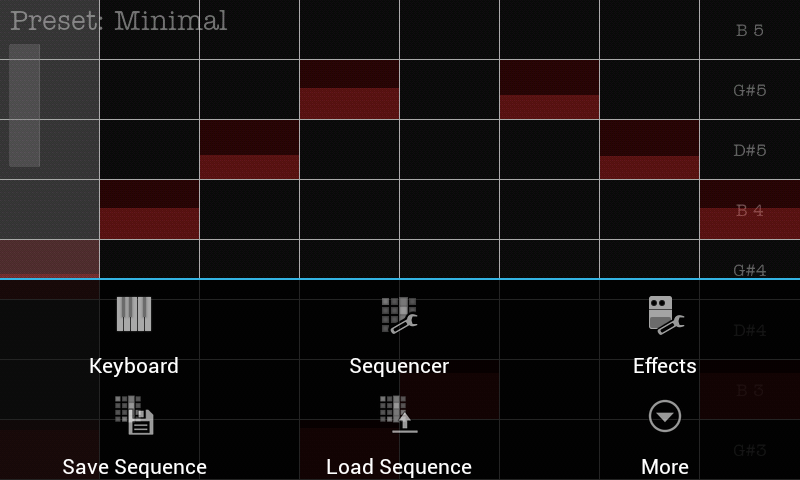 Preset: Minimal
B 5
G#5
D#5
B 4
G#4
Keyboard
Sequencer
Effects
D#4
B 3
Save Sequence
Load Sequence
More
G#3